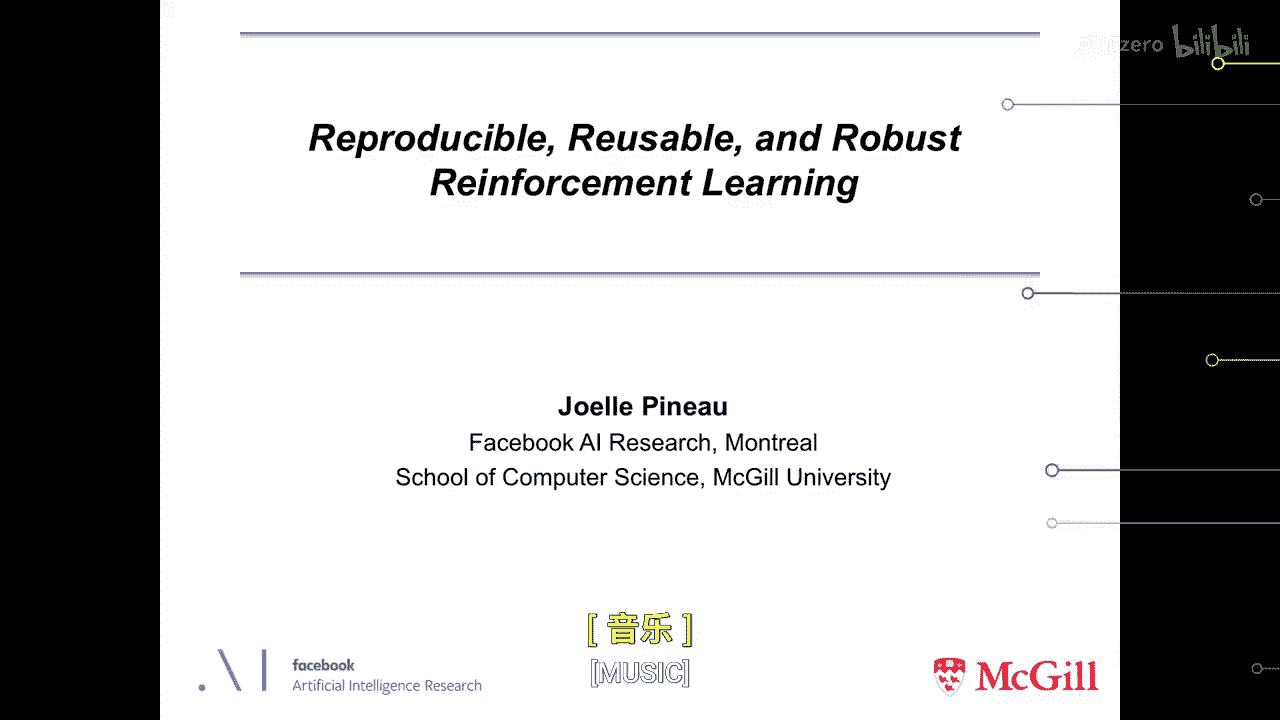 zero bilibili
Reproducible, Reusable, and Robust
Reinforcement Learning
Joelle Pineau
Facebook AI Research, Montreal
School of Computer Science, McGill University
[ 音乐 ]
[MUSIC]
facebook
Artificial Intelligence Research
McGill